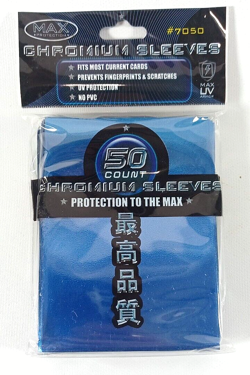 MAX
PROTECTION
#7050
CHROMIUM SLEEVES
FITS MOST CURRENT CARDS
PREVENTS FINGERPRINTS & SCRATCHES
UV PROTECTION
NO PVC
MAX
UV
50
COUNT
CHROMIUM SLEEVES
PROTECTION TO THE MAX
最高品質